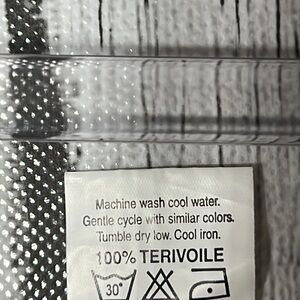 Machine wash cool water.
Gentle cycle with similar colors.
Tumble dry low. Cool iron.
100% TERIVOILE
30°